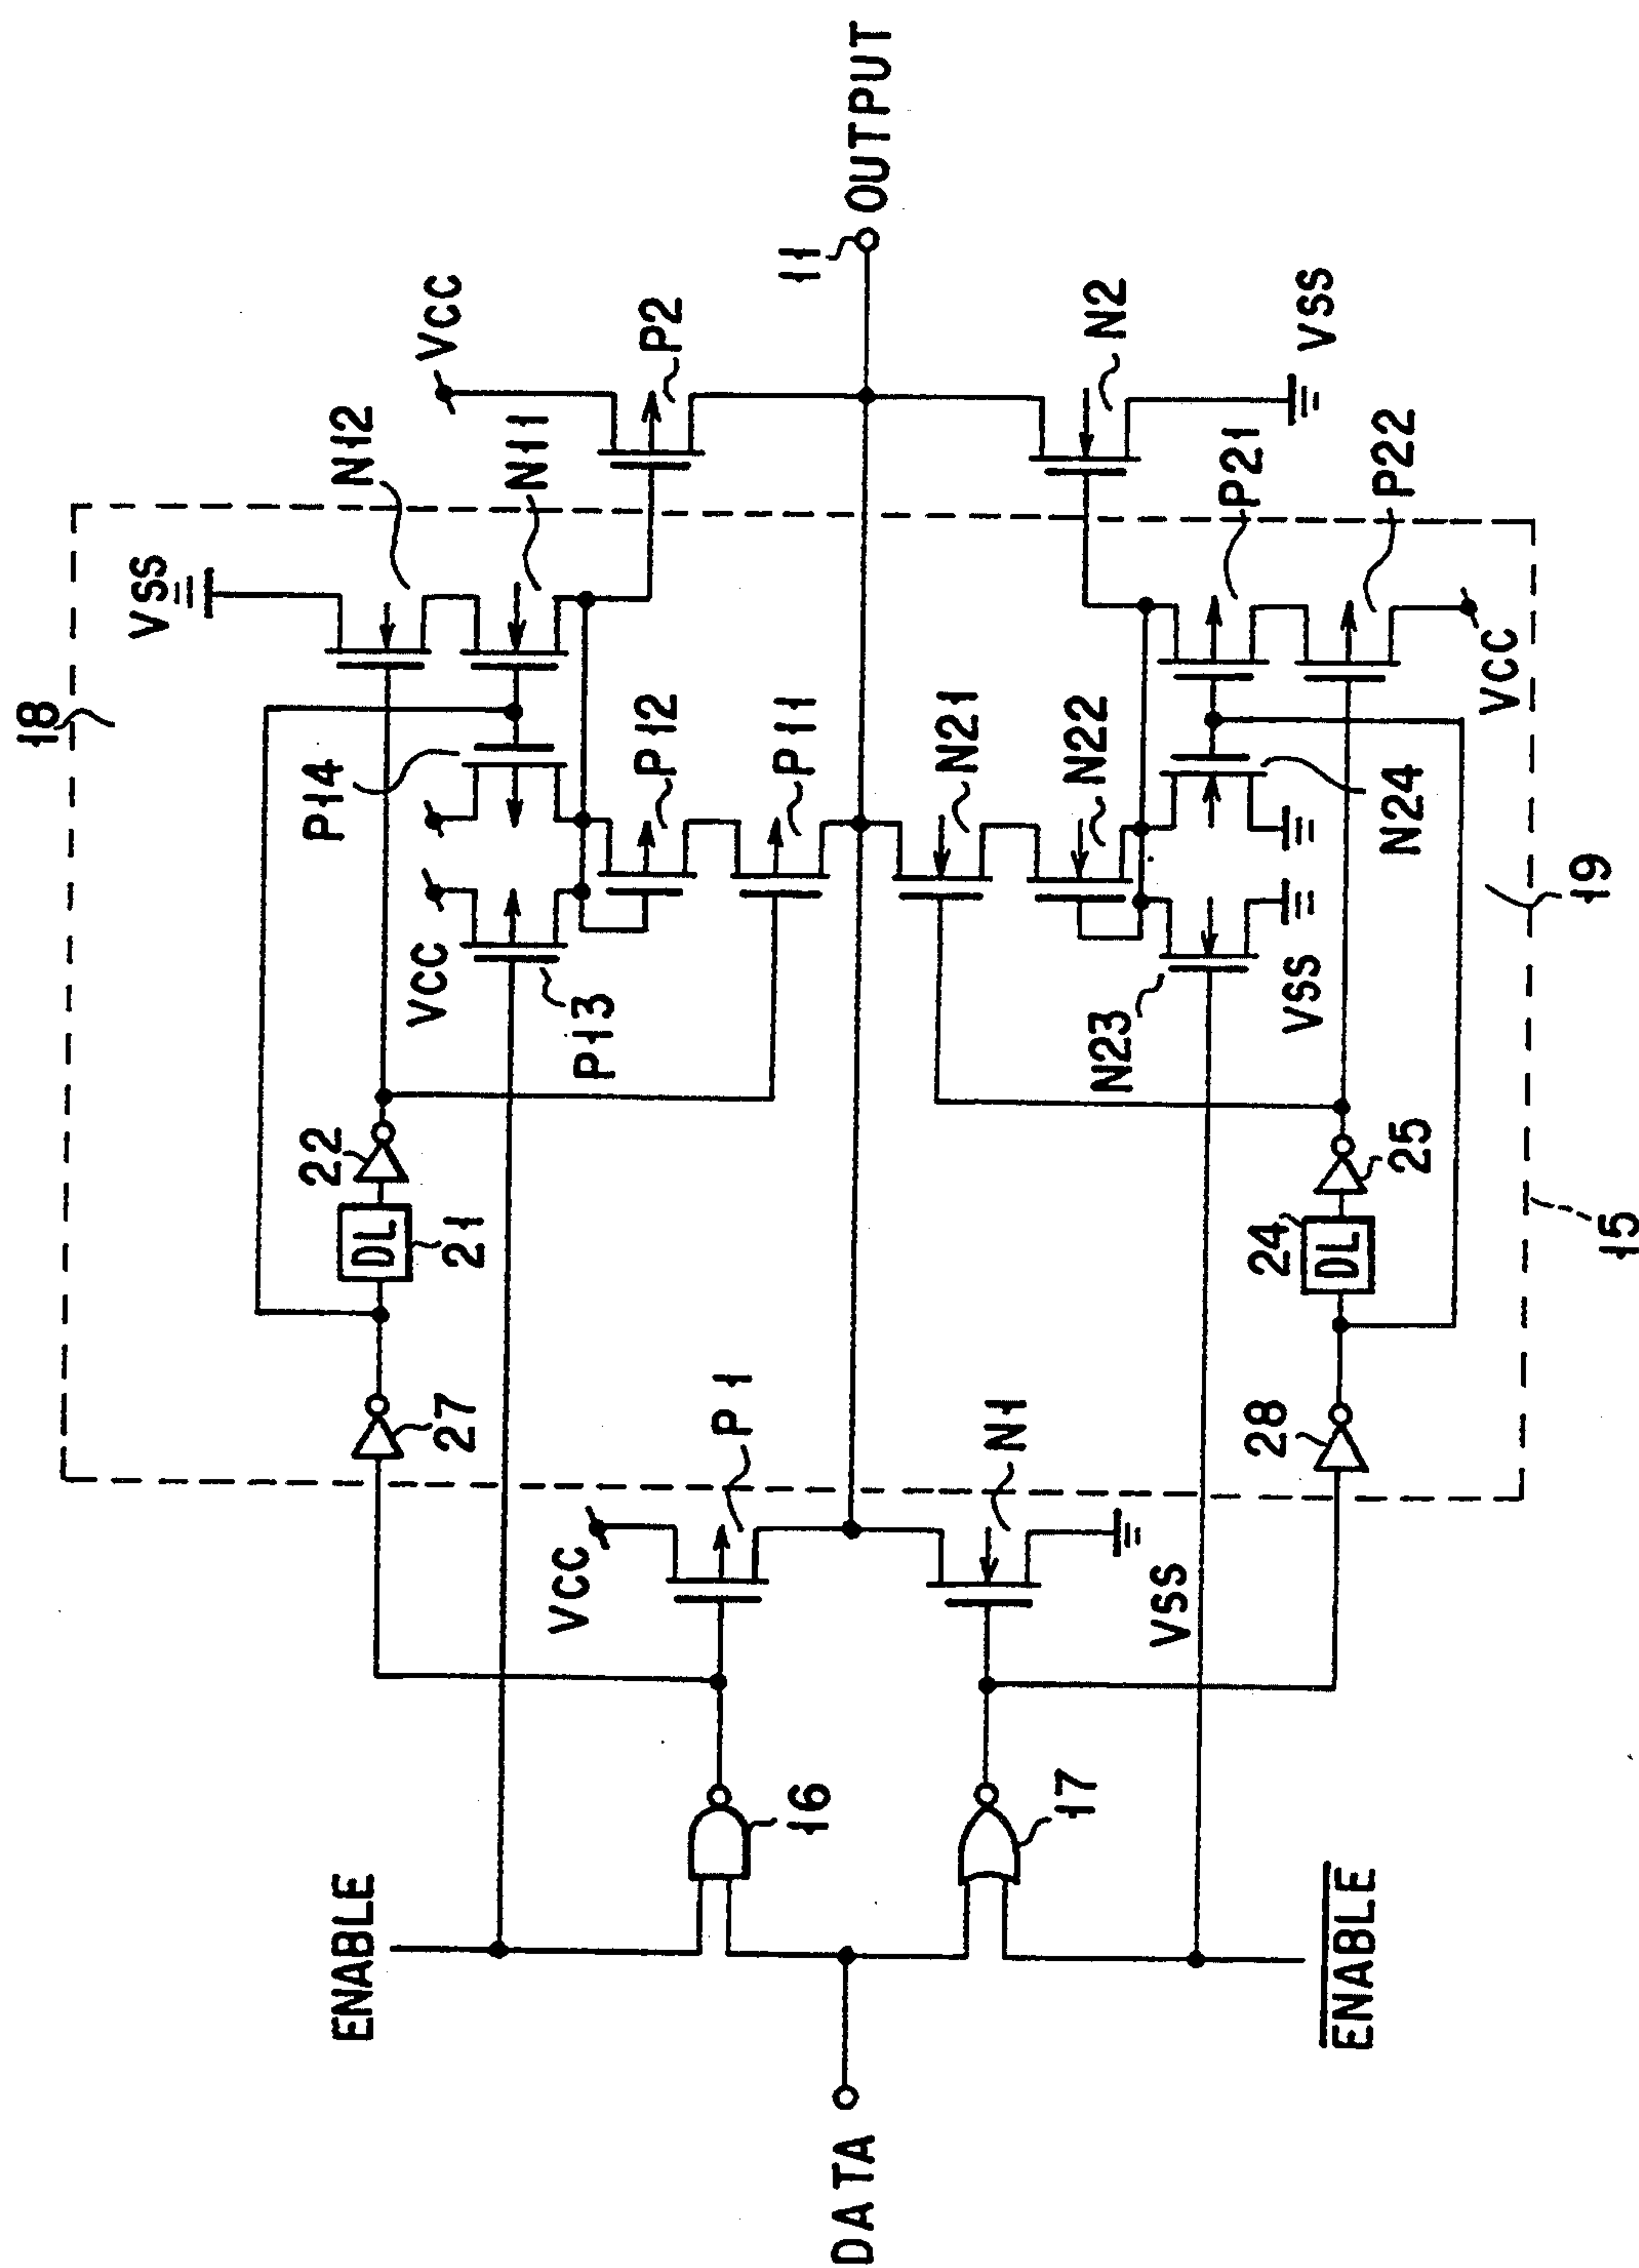 18
VSS
N12
VCC
P14
N11
22
DL
21
27
VCC
P13
P12
P2
ENABLE
P11
P1
VCC
16
11
OUTPUT
DATA
N21
N22
N2
N1
17
VSS
N23
VSS
VSS
P21
N24
P22
VCC
28
24
DL
25
ENABLE
19
15